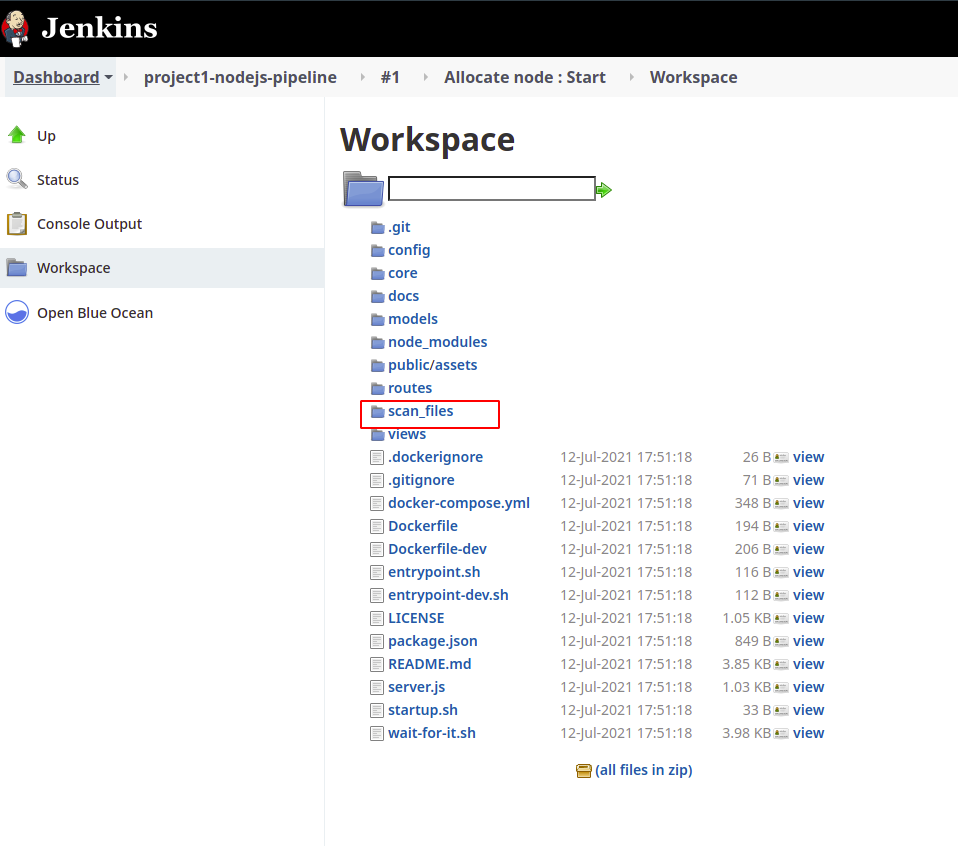 Jenkins
Dashboard project1-nodejs-pipeline #1 Allocate node : Start Workspace
Up
Status
Console Output
Workspace
Open Blue Ocean
Workspace
.git
config
core
docs
models
node_modules
public/assets
routes
scan_files
views
.dockerignore 12-Jul-2021 17:51:18 26 B view
.gitignore 12-Jul-2021 17:51:18 71 B view
docker-compose.yml 12-Jul-2021 17:51:18 348 B view
Dockerfile 12-Jul-2021 17:51:18 194 B view
Dockerfile-dev 12-Jul-2021 17:51:18 206 B view
entrypoint.sh 12-Jul-2021 17:51:18 116 B view
entrypoint-dev.sh 12-Jul-2021 17:51:18 112 B view
LICENSE 12-Jul-2021 17:51:18 1.05 KB view
package.json 12-Jul-2021 17:51:18 849 B view
README.md 12-Jul-2021 17:51:18 3.85 KB view
server.js 12-Jul-2021 17:51:18 1.03 KB view
startup.sh 12-Jul-2021 17:51:18 33 B view
wait-for-it.sh 12-Jul-2021 17:51:18 3.98 KB view
(all files in zip)